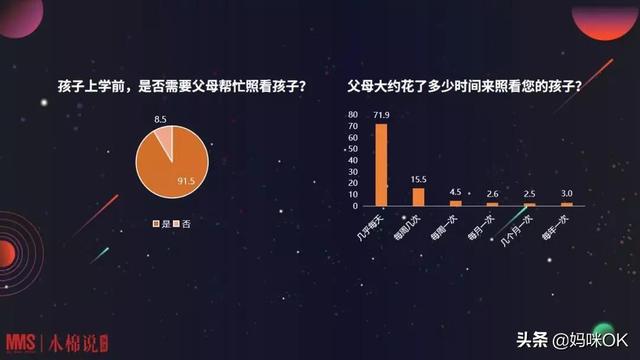 孩子上学前，是否需要父母帮忙照看孩子？
8.5
91.5
是 否
父母大约花了多少时间来照看您的孩子？
80
70
60
50
40
30
20
10
0
71.9
15.5
4.5
2.6
2.5
3.0
几乎每天
每周几次
每周一次
每月一次
几个月一次
每年一次
MMS 木棉说
头条 @妈咪OK